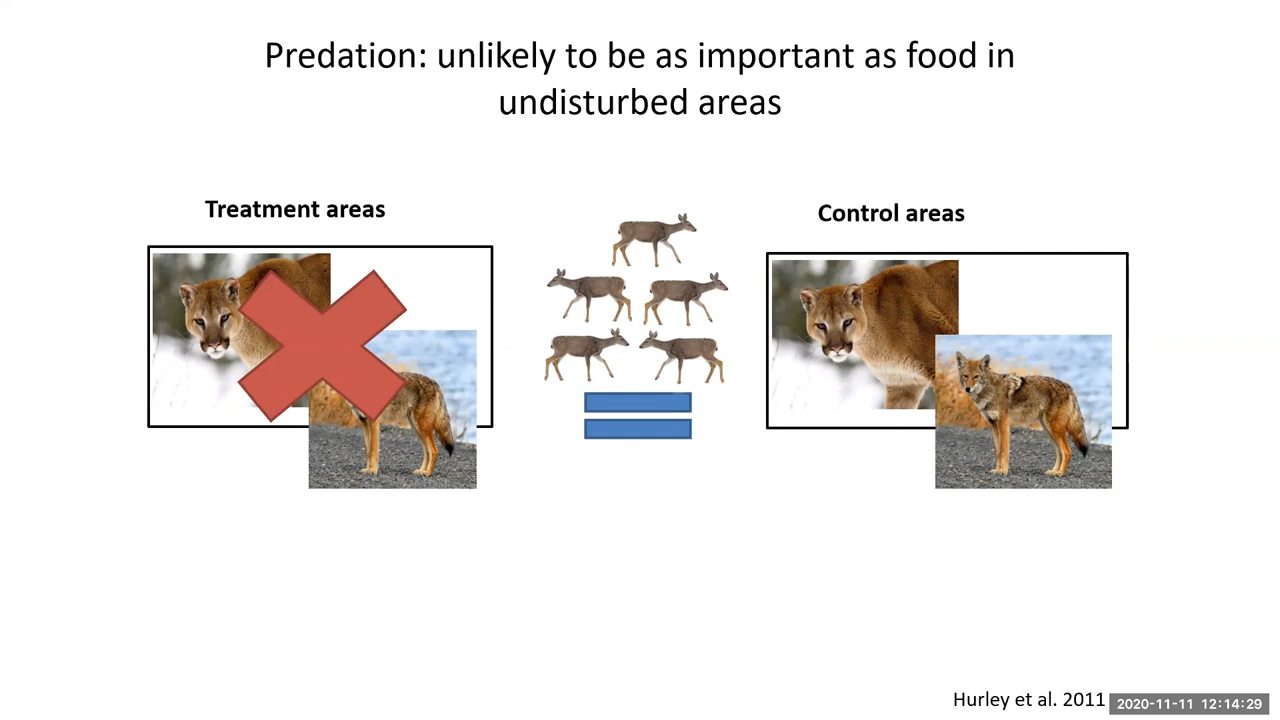 Predation: unlikely to be as important as food in
undisturbed areas
Treatment areas
Control areas
Hurley et al. 2011
2020-11-11 12:14:29